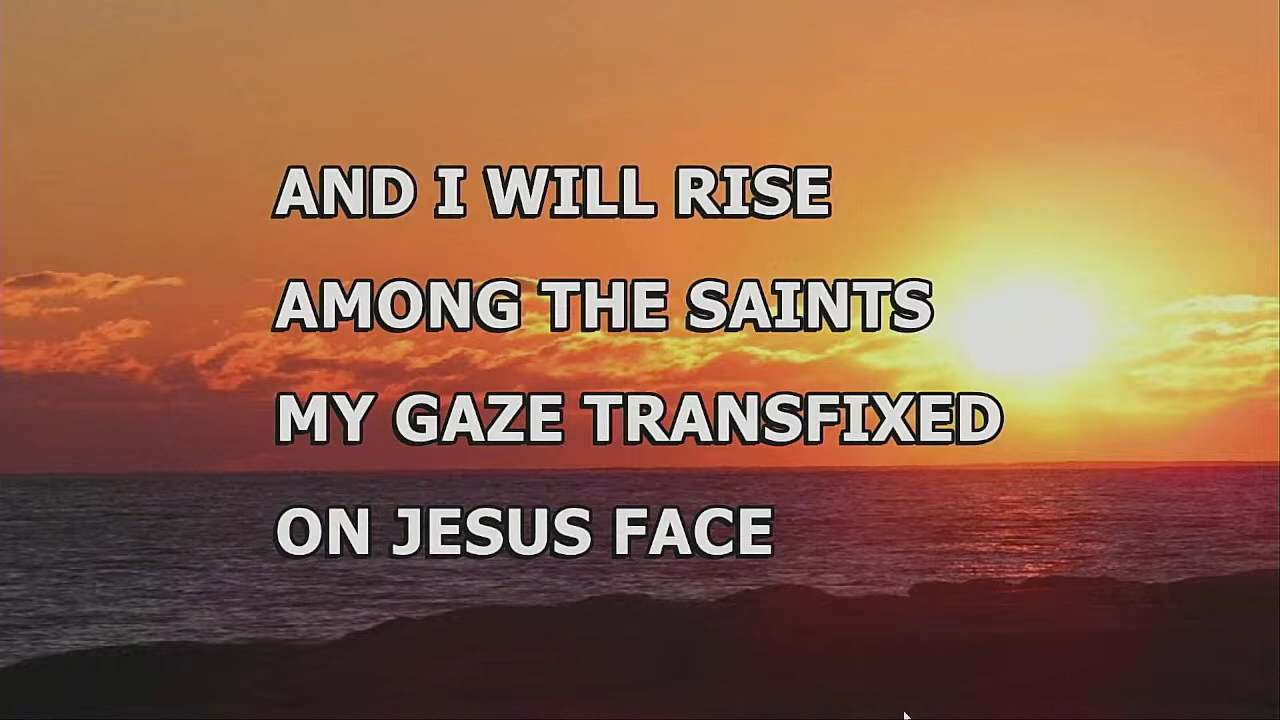 AND I WILL RISE
AMONG THE SAINTS
MY GAZE TRANSFIXED
ON JESUS FACE